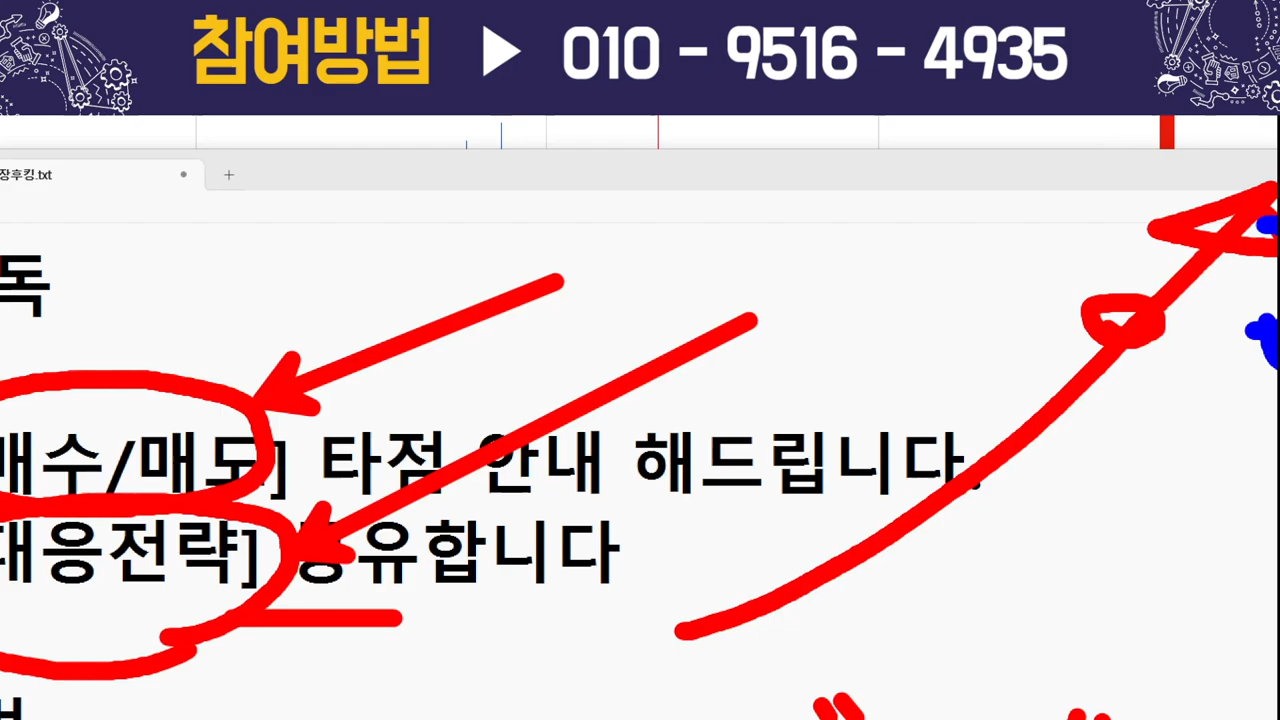 참여방법 ▶ 010 - 9516 - 4935
장후킹.txt
독
매수/매도] 타점 안내 해드립니다.
대응전략] 공유합니다